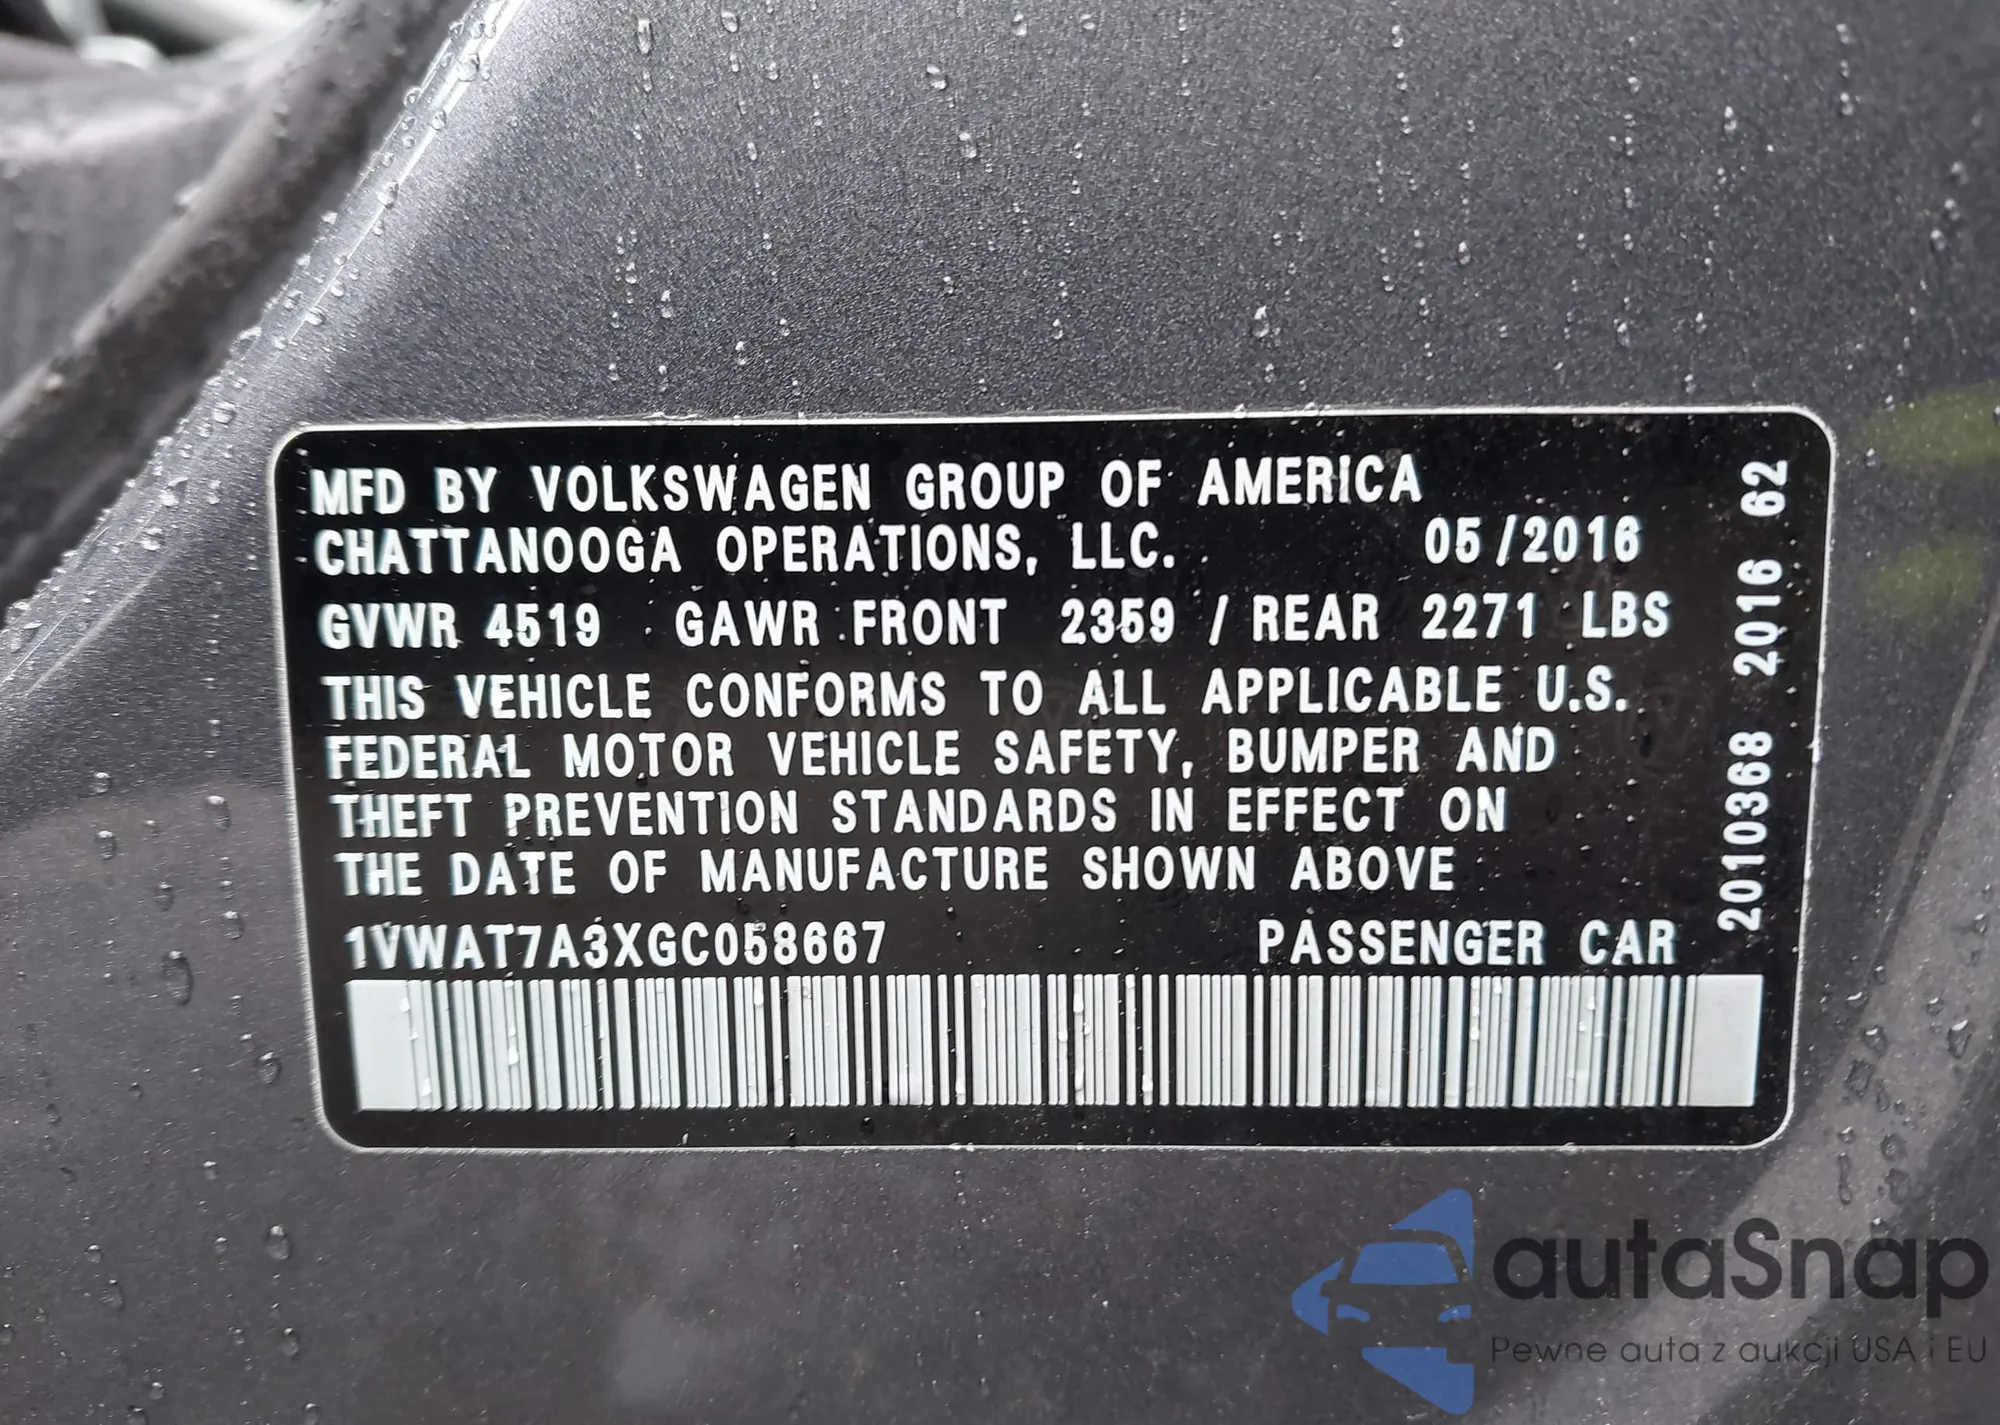 MFD BY VOLKSWAGEN GROUP OF AMERICA
CHATTANOOGA OPERATIONS, LLC. 05/2016
GVWR 4519 GAWR FRONT 2359 / REAR 2271 LBS
THIS VEHICLE CONFORMS TO ALL APPLICABLE U.S.
FEDERAL MOTOR VEHICLE SAFETY, BUMPER AND
THEFT PREVENTION STANDARDS IN EFFECT ON
THE DATE OF MANUFACTURE SHOWN ABOVE
1VWAT7A3XGC058667 PASSENGER CAR
2010368 2016 62
autaSnap
Pewne auta z aukcji USA i EU